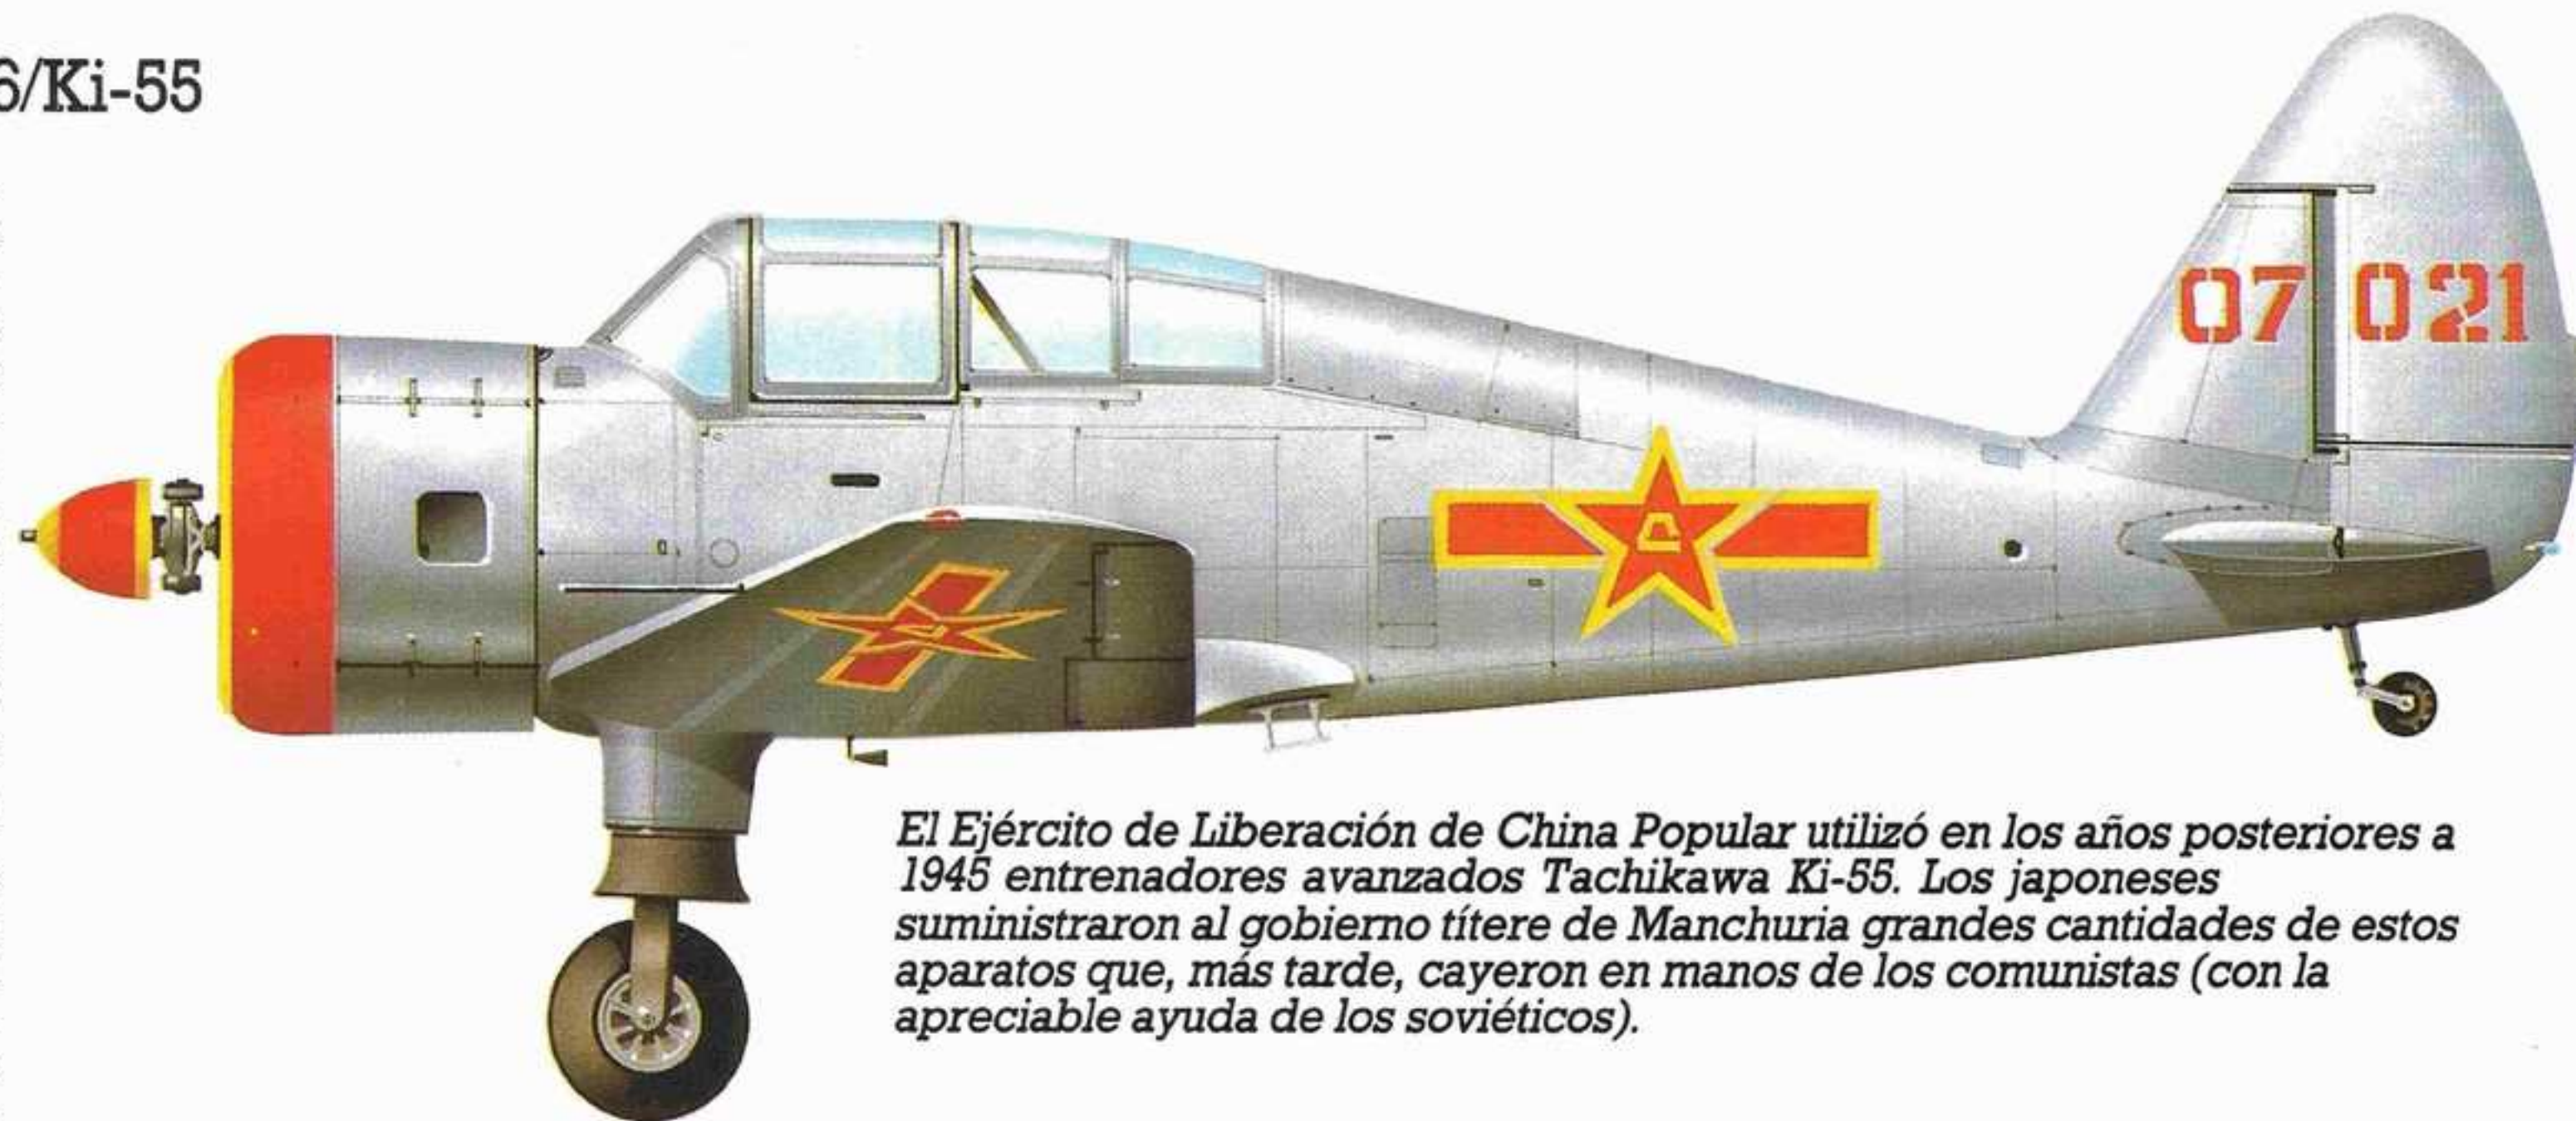 6/Ki-55
07 021
El Ejército de Liberación de China Popular utilizó en los años posteriores a
1945 entrenadores avanzados Tachikawa Ki-55. Los japoneses
suministraron al gobierno títere de Manchuria grandes cantidades de estos
aparatos que, más tarde, cayeron en manos de los comunistas (con la
apreciable ayuda de los soviéticos).